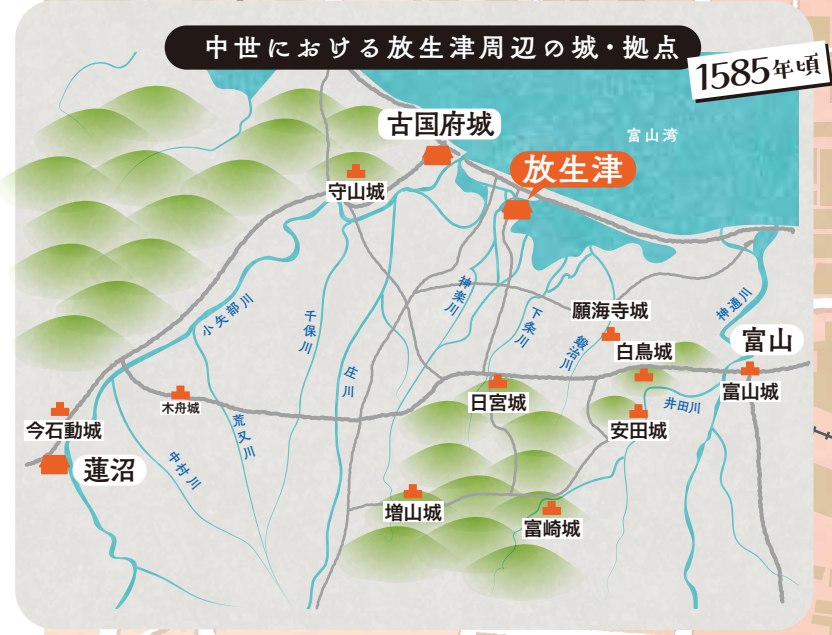 中世における放生津周辺の城・拠点
1585年頃
古国府城
富山湾
放生津
守山城
神楽川
小矢部川
千保川
下条川
願海寺城
神通川
鍛治川
白鳥城
富山
庄川
日宮城
富山城
木舟城
井田川
今石動城
荒又川
安田城
蓮沼
中村川
増山城
富崎城